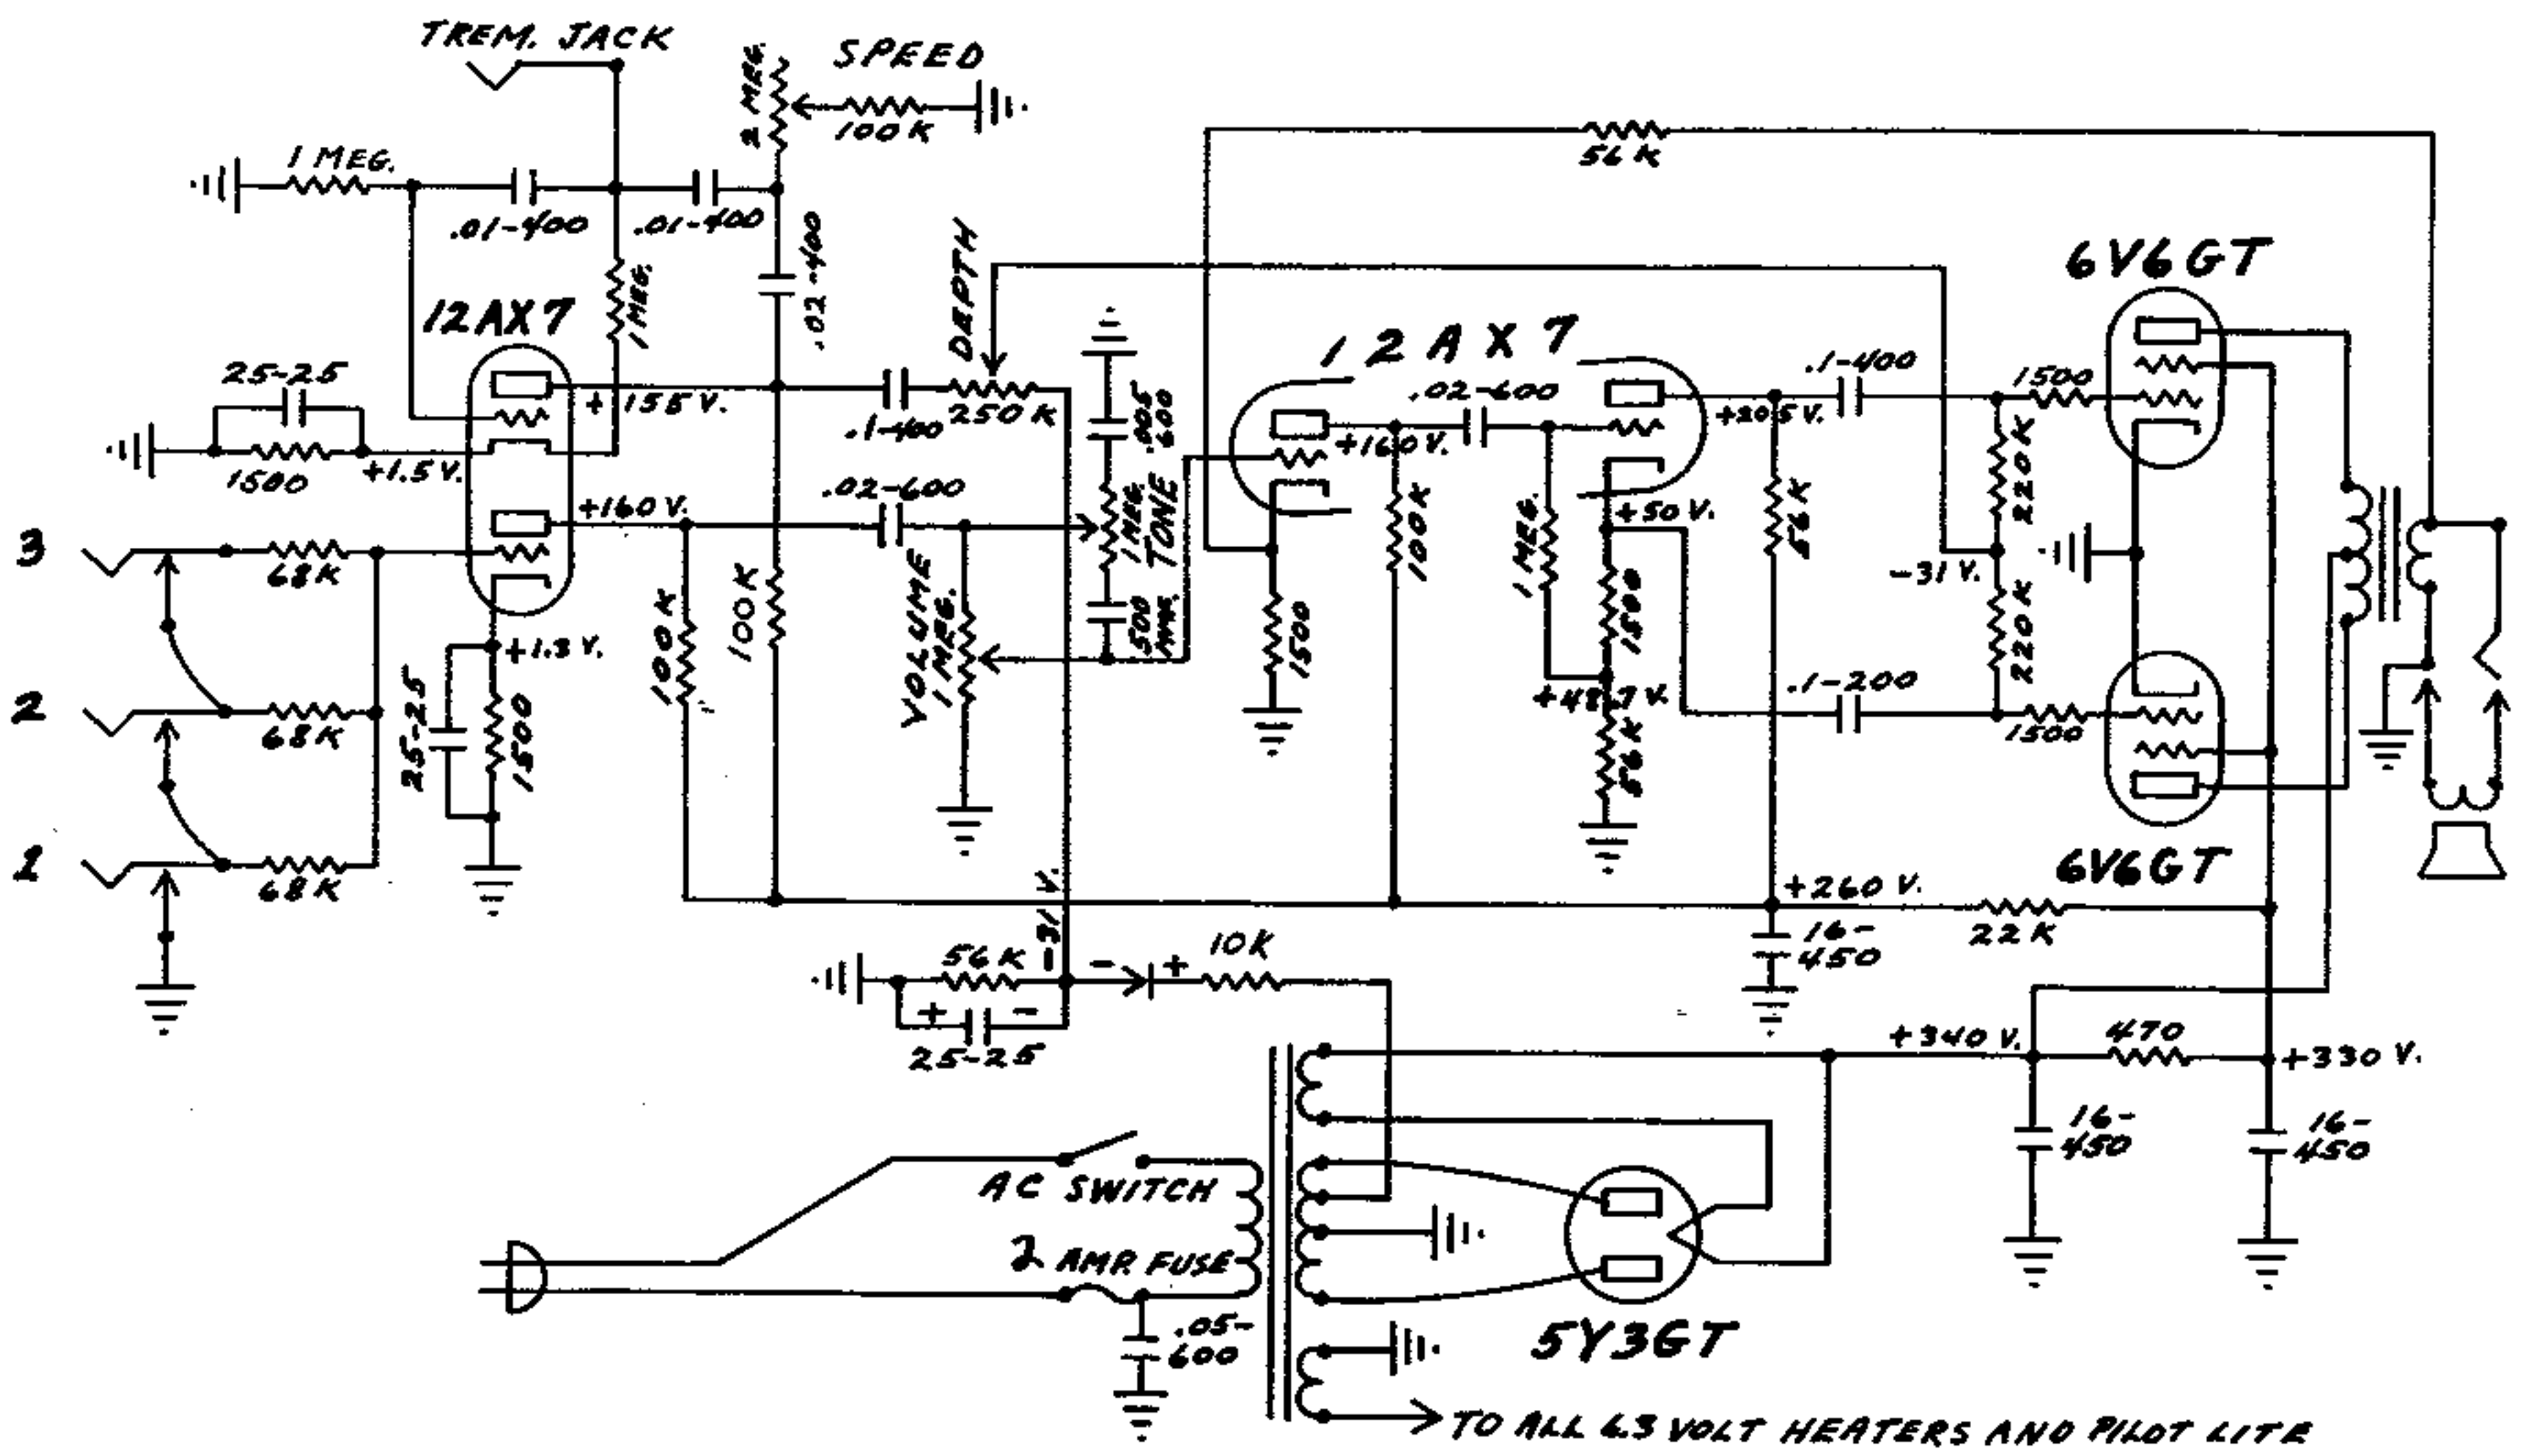 TREM. JACK
2 MEG.
SPEED
100 K
1 MEG.
.01-400
.01-400
.02-400
1 MEG.
DEPTH
56 K
6V6GT
12AX7
25-25
1500
+1.5 V.
+ 155 V.
.1-400
250 K
.005
600
1 MEG.
TONE
500
MMF.
12AX7
+160 V.
.02-600
+205 V.
.1-400
1500
220 K
220 K
-31 V.
+160 V.
.02-600
3
68 K
2
68 K
1
68 K
+1.3 V.
25-25
1500
100 K
100 K
VOLUME
1 MEG.
1500
100 K
1 MEG.
+50 V.
1500
+48.7 V.
56 K
56 K
.1-200
1500
6V6GT
+260 V.
16-
450
22 K
-31 V.
56 K
- +
10K
+ -
25-25
+340 V.
470
+330 V.
16-
450
16-
450
AC SWITCH
2 AMP. FUSE
.05-
600
5Y3GT
TO ALL 6.3 VOLT HEATERS AND PILOT LITE